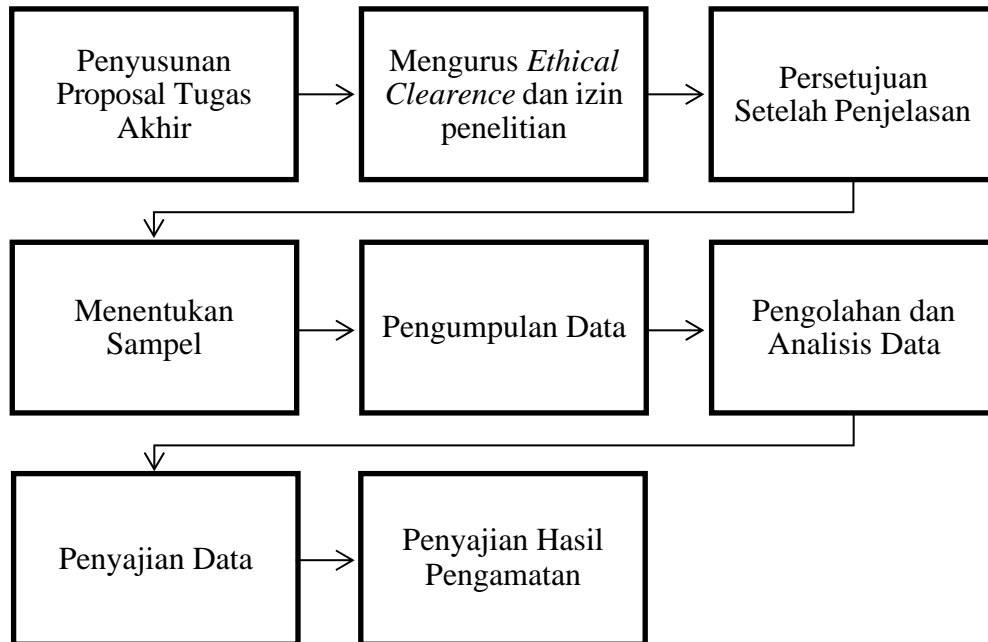 Penyusunan
Proposal Tugas
Akhir
Mengurus Ethical
Clearence dan izin
penelitian
Persetujuan
Setelah Penjelasan
Menentukan
Sampel
Pengumpulan Data
Pengolahan dan
Analisis Data
Penyajian Data
Penyajian Hasil
Pengamatan